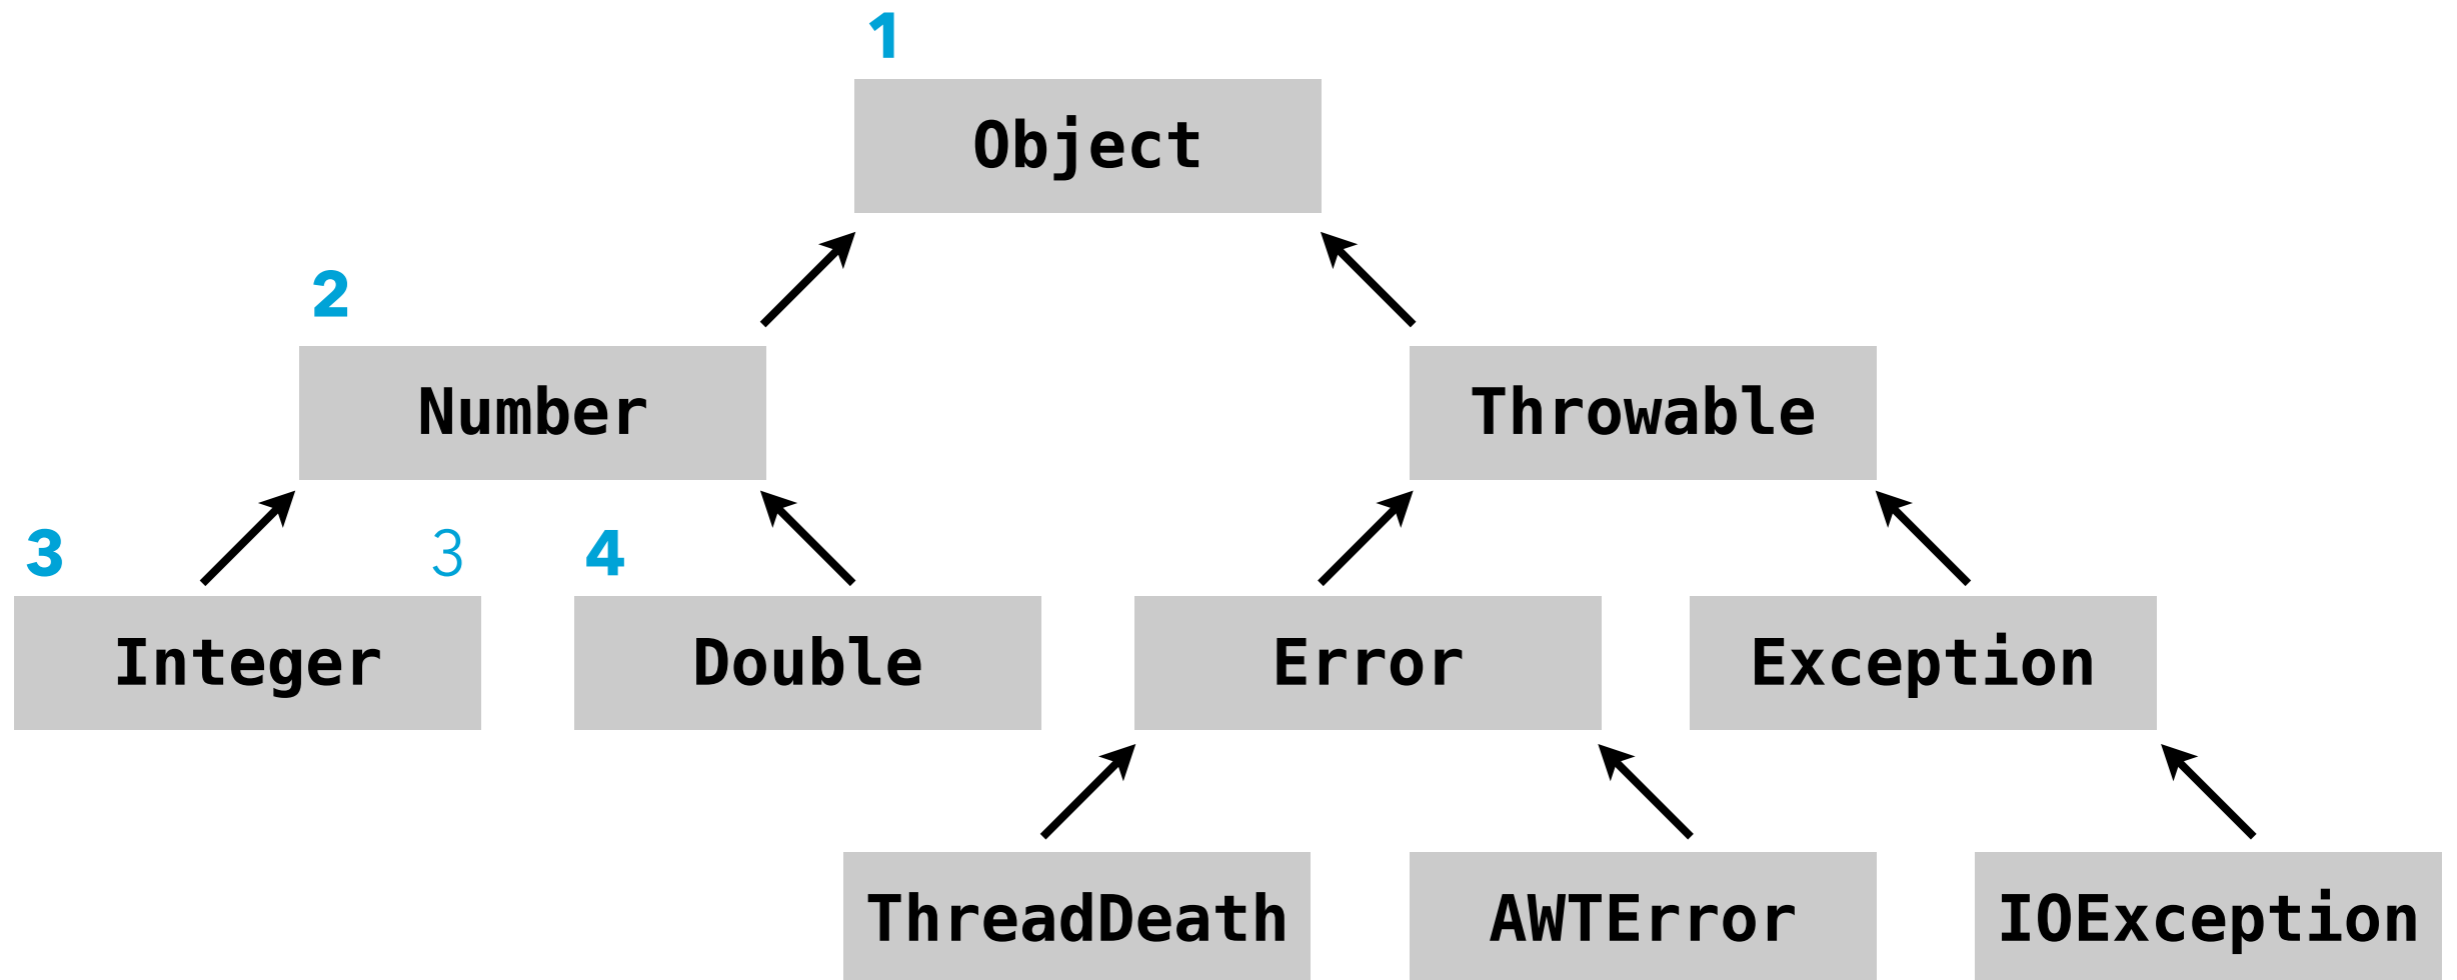 1
Object
2
Number
Throwable
3
3
4
Integer
Double
Error
Exception
ThreadDeath
AWTError
IOException